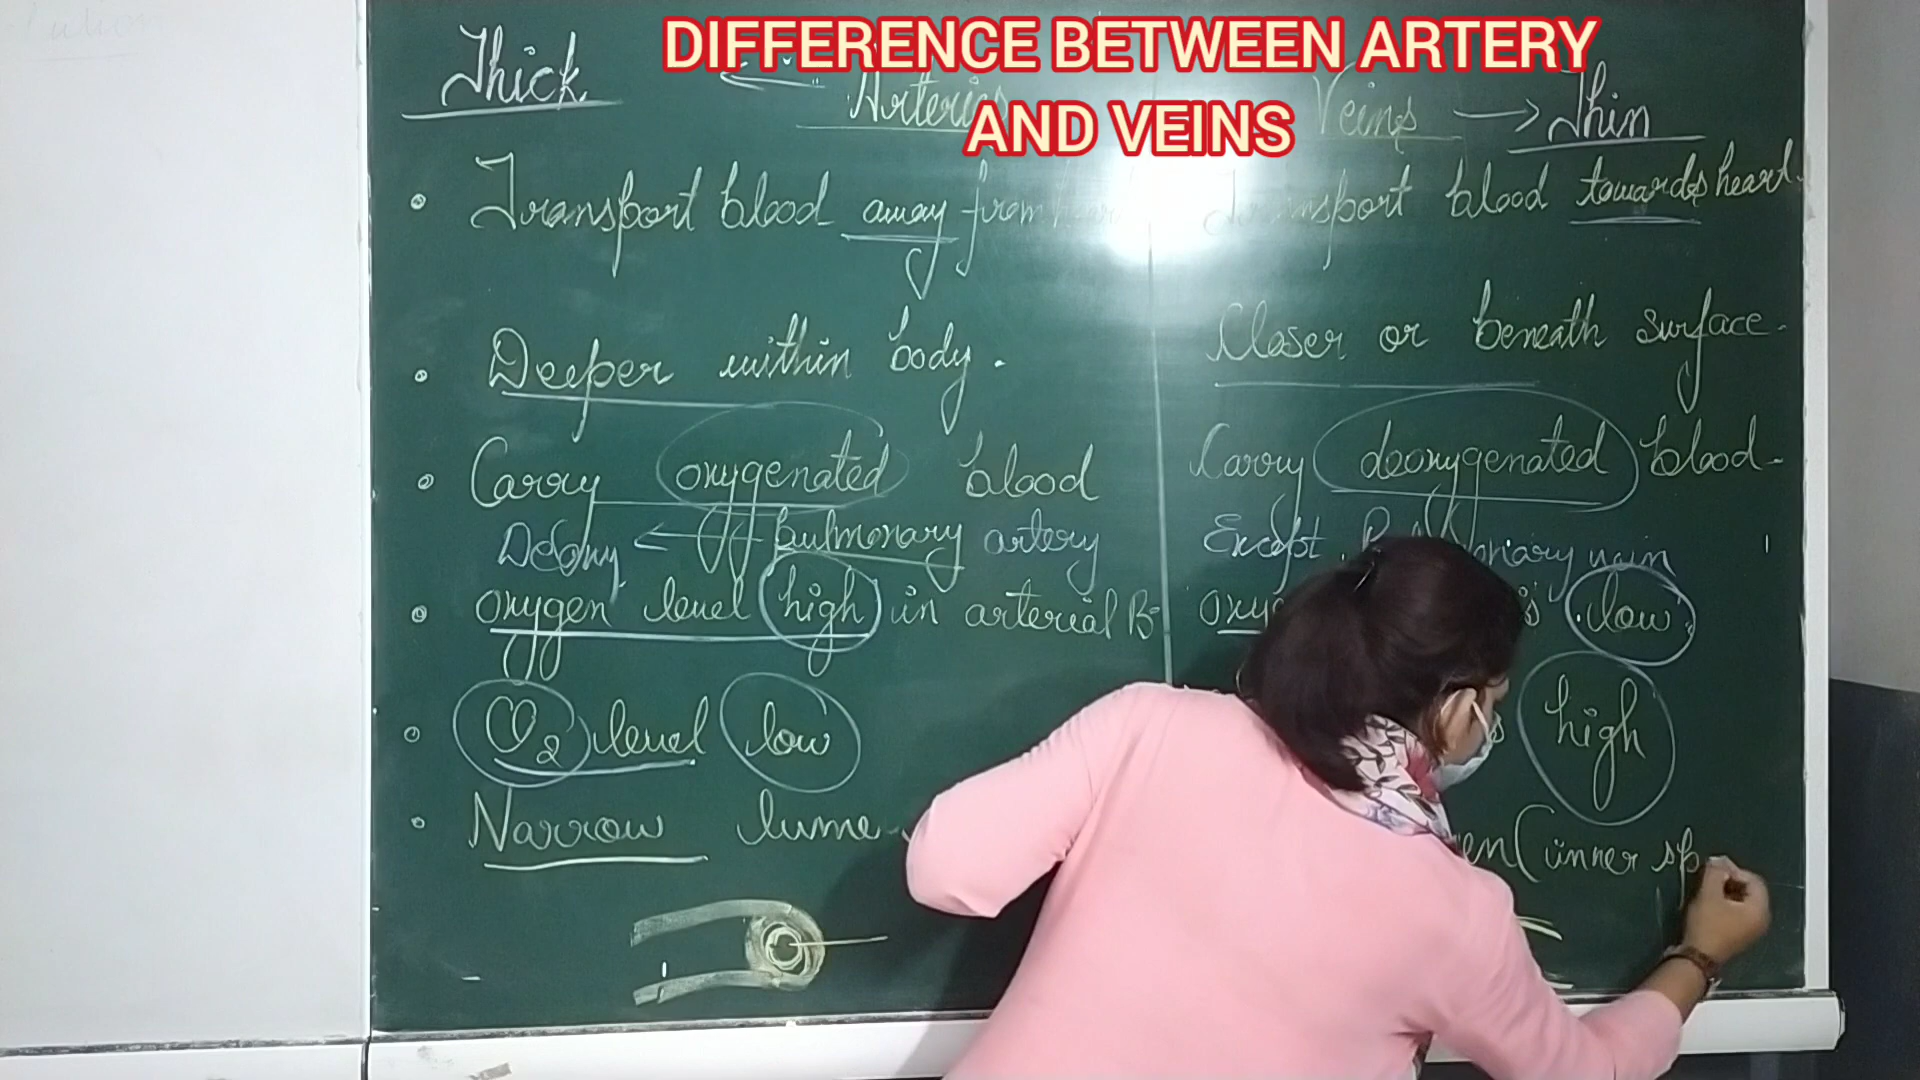 DIFFERENCE BETWEEN ARTERY
AND VEINS
Thick ← Arteries
Veins → Thin
• Transport blood away from
Transport blood towards heart.
• Deeper within body.
Closer or beneath surface.
• Carry oxygenated blood
Carry deoxygenated blood.
← pulmonary artery
Except
• oxygen level high in arterial B-
low
• CO2 level low
high
• Narrow lume
en (inner sp